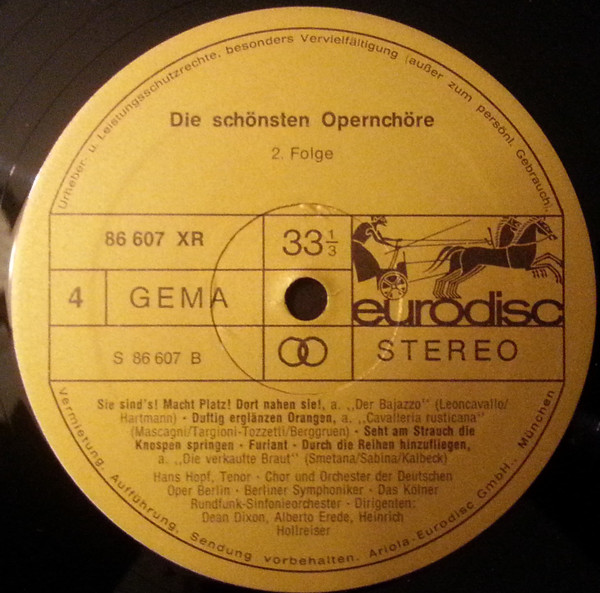 Urheber- u. Leistungsschutzrechte, besonders Vervielfältigung (außer zum persönl. Gebrauch),
Die schönsten Opernchöre
2. Folge
86 607 XR
33 1/3
4
GEMA
eurodisc
S 86 607 B
STEREO
Sie sind's! Macht Platz! Dort nahen sie!, a. ,,Der Bajazzo" (Leoncavallo/
Hartmann) · Duftig erglänzen Orangen, a. ,,Cavalleria rusticana"
(Mascagni/Targioni-Tozzetti/Berggruen) · Seht am Strauch die
Knospen springen · Furiant · Durch die Reihen hinzufliegen,
a. ,,Die verkaufte Braut" (Smetana/Sabina/Kalbeck)
Hans Hopf, Tenor · Chor und Orchester der Deutschen
Oper Berlin · Berliner Symphoniker · Das Kölner
Rundfunk-Sinfonieorchester · Dirigenten:
Dean Dixon, Alberto Erede, Heinrich
Hollreiser
Vermietung, Aufführung, Sendung vorbehalten. Ariola-Eurodisc GmbH., München